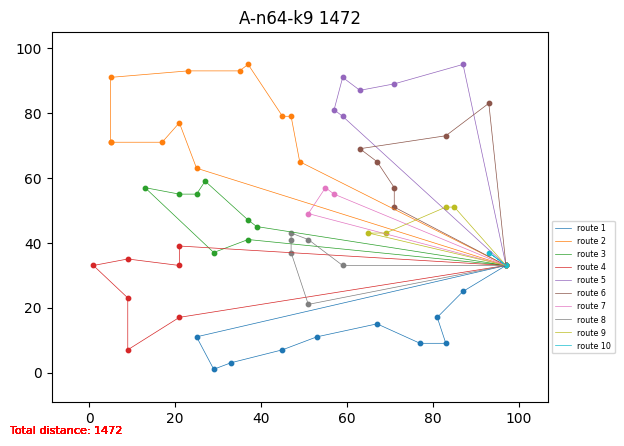 A-n64-k9 1472
100
80
60
40
20
0
0 20 40 60 80 100
route 1
route 2
route 3
route 4
route 5
route 6
route 7
route 8
route 9
route 10
Total distance: 1472